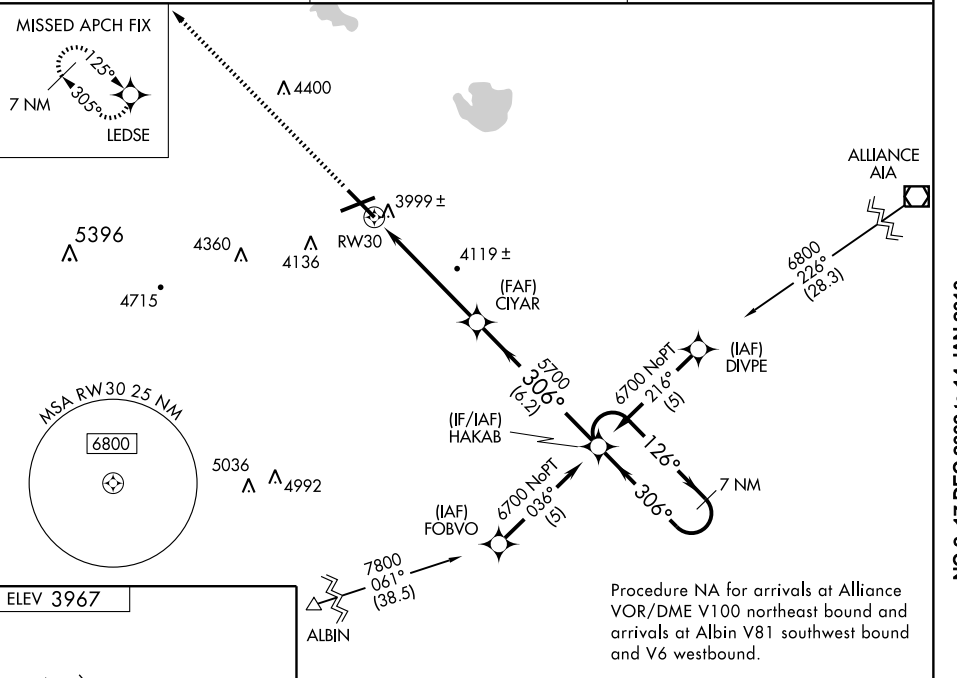 MISSED APCH FIX
125°
305°
7 NM
LEDSE
4400
ALLIANCE
AIA
3999 ±
RW30
5396
4360
4136
4119 ±
4715
6800
226°
(28.3)
(FAF)
CIYAR
(IAF)
DIVPE
6700 NoPT
216°
(5)
5700
306°
(6.2)
MSA RW30 25 NM
6800
(IF/IAF)
HAKAB
126°
306°
7 NM
5036
4992
6700 NoPT
036°
(5)
(IAF)
FOBVO
7800
061°
(38.5)
ALBIN
ELEV 3967
Procedure NA for arrivals at Alliance
VOR/DME V100 northeast bound and
arrivals at Albin V81 southwest bound
and V6 westbound.